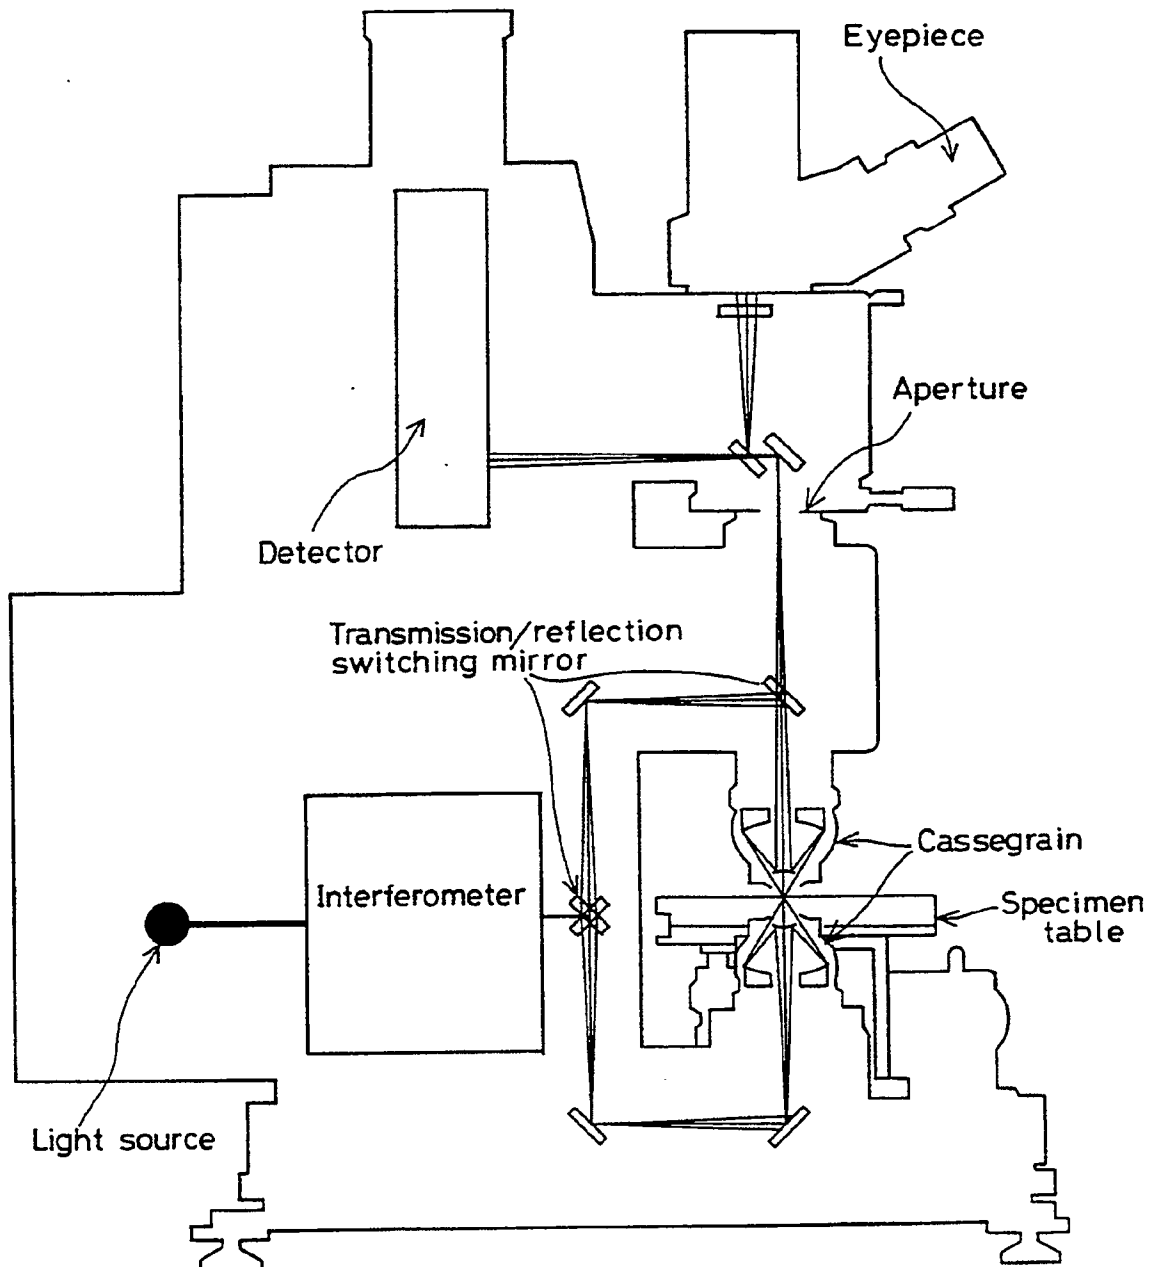 Eyepiece
Aperture
Detector
Transmission/reflection
switching mirror
Cassegrain
Interferometer
Specimen
table
Light source